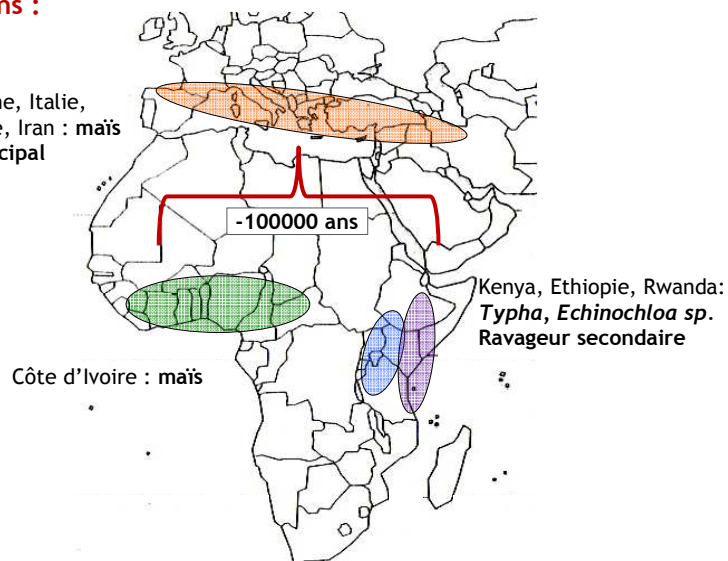 ns :
ne, Italie,
e, Iran : maïs
cipal
-100000 ans
Kenya, Ethiopie, Rwanda:
Typha, Echinochloa sp.
Ravageur secondaire
Côte d’Ivoire : maïs